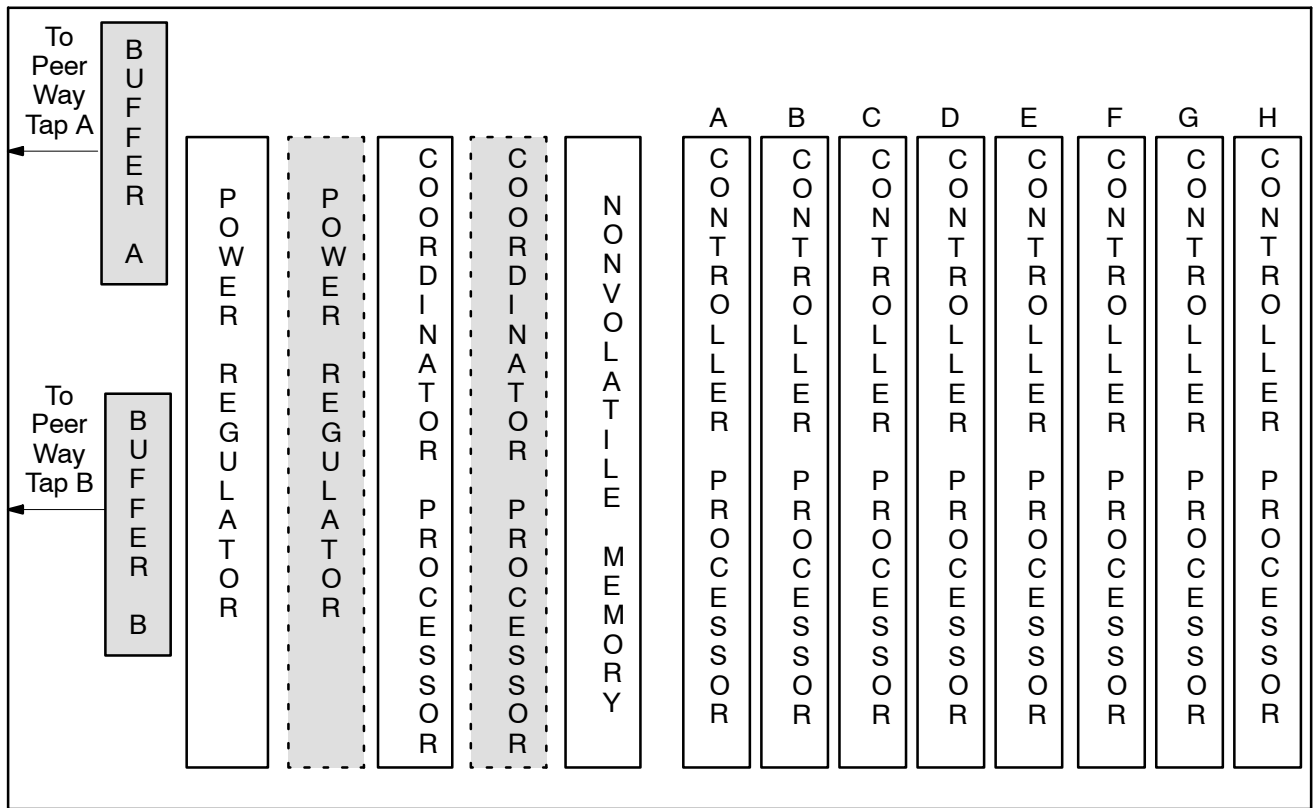 To
Peer
Way
Tap A
BUFFER A
To
Peer
Way
Tap B
BUFFER B
POWER REGULATOR
POWER REGULATOR
COORDINATOR PROCESSOR
COORDINATOR PROCESSOR
NONVOLATILE MEMORY
A B C D E F G H
CONTROLLER PROCESSOR
CONTROLLER PROCESSOR
CONTROLLER PROCESSOR
CONTROLLER PROCESSOR
CONTROLLER PROCESSOR
CONTROLLER PROCESSOR
CONTROLLER PROCESSOR
CONTROLLER PROCESSOR